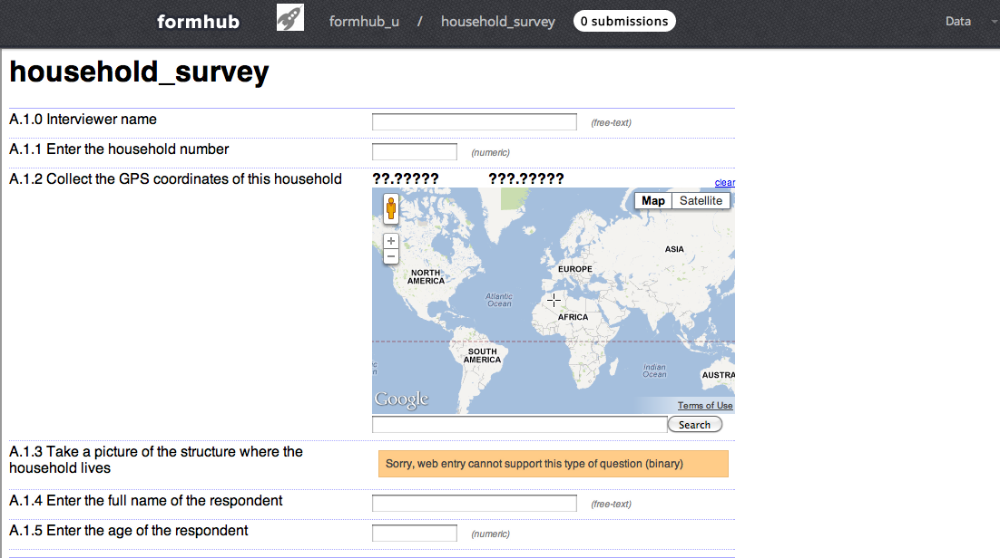 formhub formhub_u / household_survey 0 submissions Data
household_survey
A.1.0 Interviewer name (free-text)
A.1.1 Enter the household number (numeric)
A.1.2 Collect the GPS coordinates of this household ??.????? ???.????? clear
Map Satellite
+
−
ASIA
EUROPE
NORTH
AMERICA
Atlantic
Ocean
AFRICA
SOUTH
AMERICA
Indian
Ocean
AUSTRA
Google
Terms of Use
Search
A.1.3 Take a picture of the structure where the
household lives
Sorry, web entry cannot support this type of question (binary)
A.1.4 Enter the full name of the respondent (free-text)
A.1.5 Enter the age of the respondent (numeric)